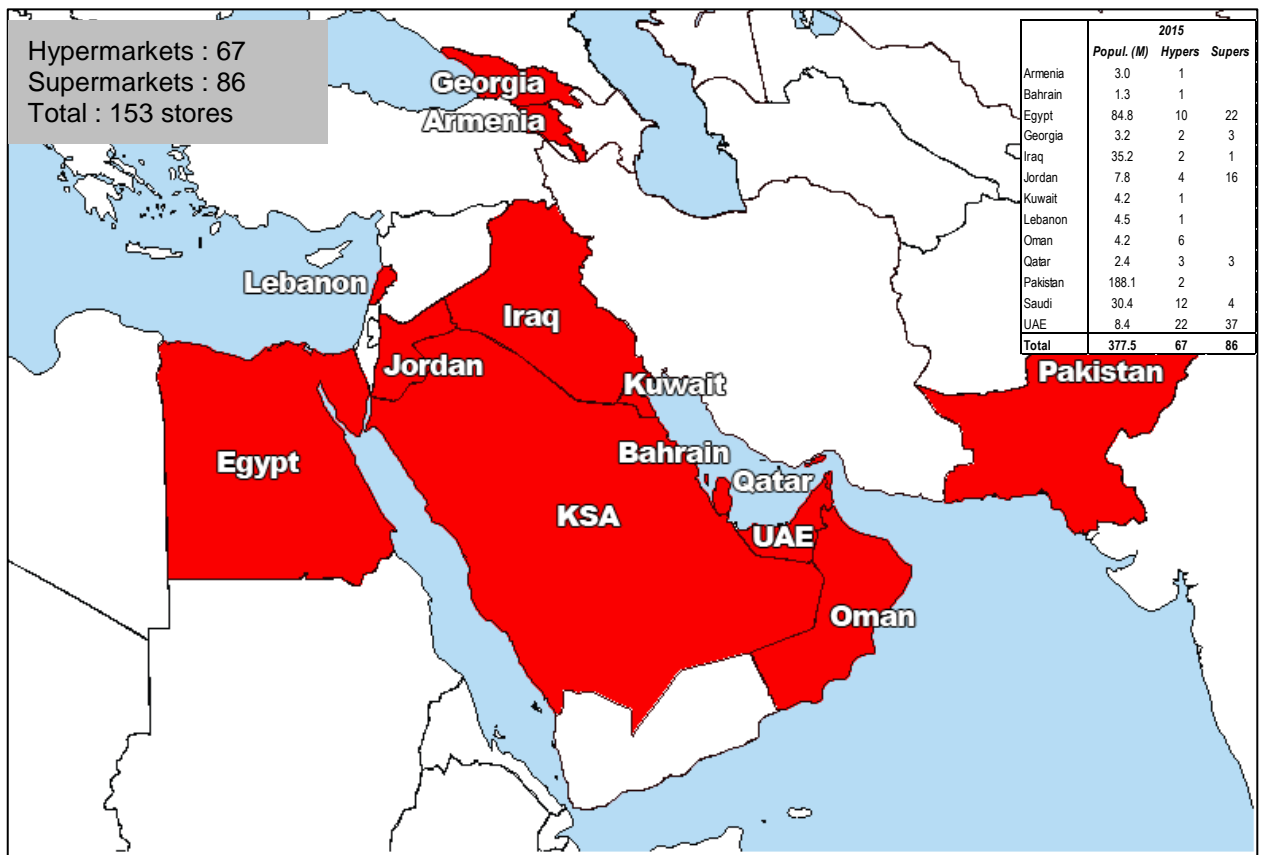 Hypermarkets : 67
Supermarkets : 86
Total : 153 stores
2015
Popul. (M) Hypers Supers
Armenia 3.0 1
Bahrain 1.3 1
Egypt 84.8 10 22
Georgia 3.2 2 3
Iraq 35.2 2 1
Jordan 7.8 4 16
Kuwait 4.2 1
Lebanon 4.5 1
Oman 4.2 6
Qatar 2.4 3 3
Pakistan 188.1 2
Saudi 30.4 12 4
UAE 8.4 22 37
Total 377.5 67 86
Georgia
Armenia
Lebanon
Iraq
Jordan
Kuwait
Pakistan
Egypt
Bahrain
Qatar
KSA
UAE
Oman